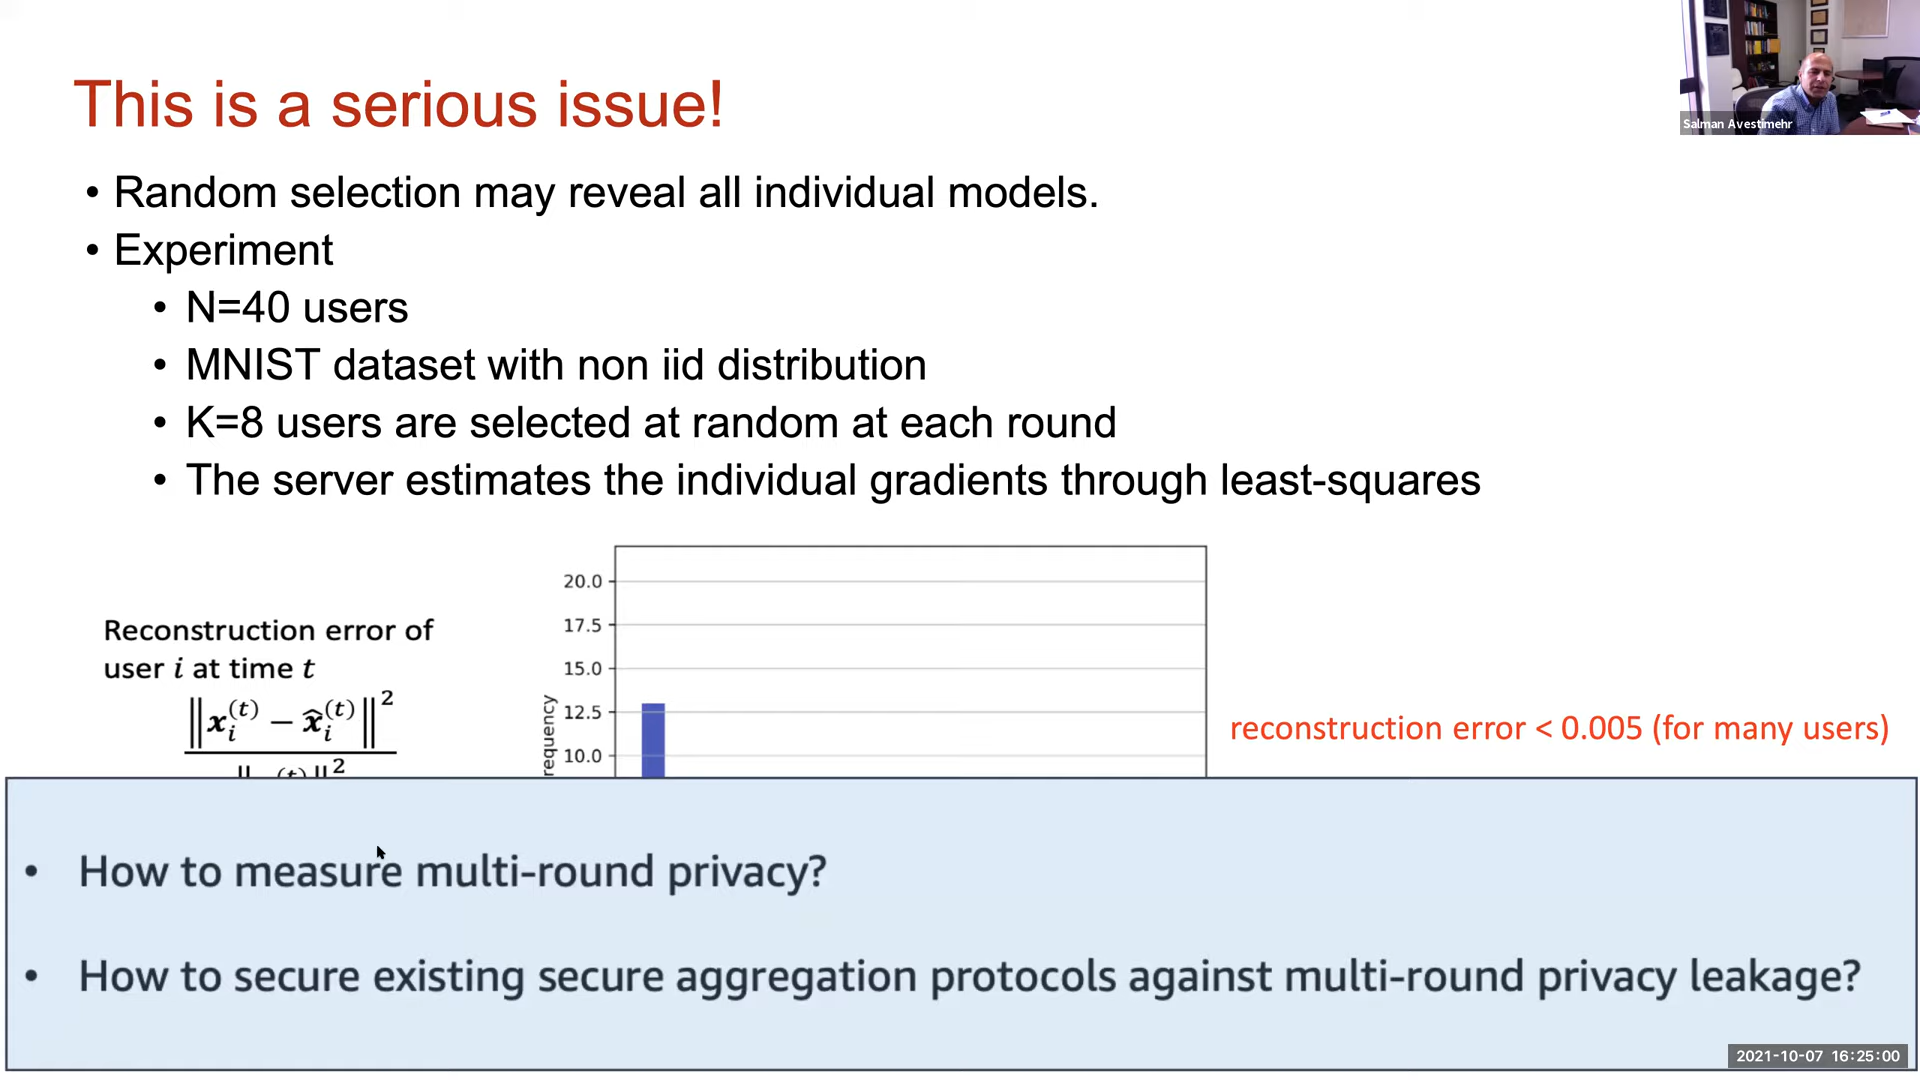 This is a serious issue!
Salman Avestimehr
• Random selection may reveal all individual models.
• Experiment
• N=40 users
• MNIST dataset with non iid distribution
• K=8 users are selected at random at each round
• The server estimates the individual gradients through least-squares
Reconstruction error of
user i at time t
‖x_i^(t) − x̂_i^(t)‖²
20.0
17.5
15.0
12.5
10.0
requency
reconstruction error < 0.005 (for many users)
• How to measure multi-round privacy?
• How to secure existing secure aggregation protocols against multi-round privacy leakage?
2021-10-07 16:25:00